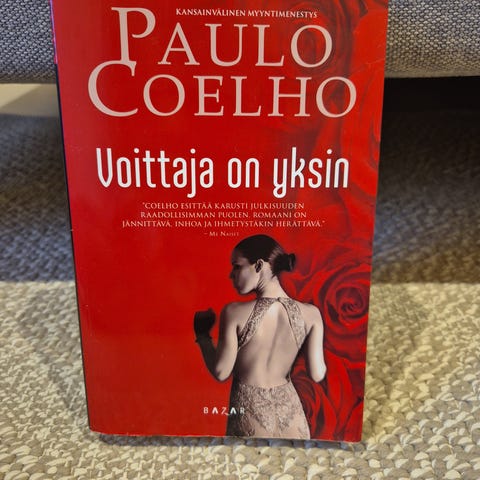 KANSAINVÄLINEN MYYNTIMENESTYS
PAULO
COELHO
Voittaja on yksin
"COELHO ESITTÄÄ KARUSTI JULKISUUDEN
RAADOLLISIMMAN PUOLEN. ROMAANI ON
JÄNNITTÄVÄ, INHOA JA IHMETYSTÄKIN HERÄTTÄVÄ."
– ME NAISET
BAZAR